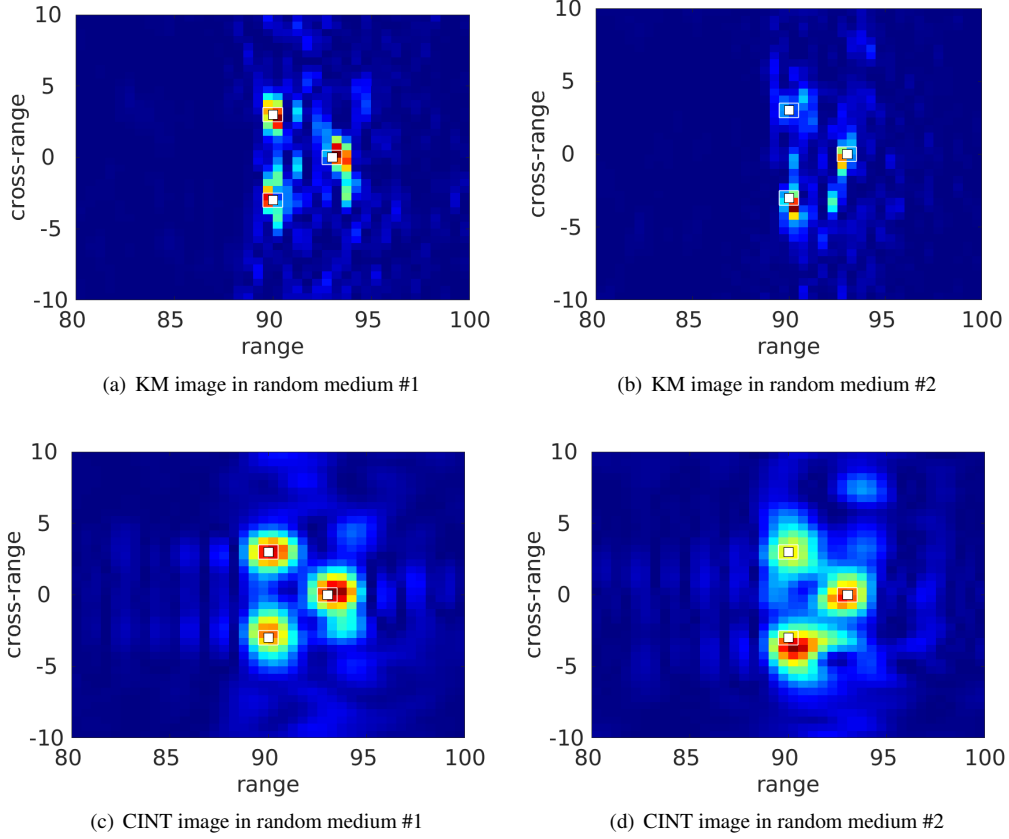 10
5
0
-5
-10
cross-range
80 85 90 95 100
range
(a) KM image in random medium #1
10
5
0
-5
-10
cross-range
80 85 90 95 100
range
(b) KM image in random medium #2
10
5
0
-5
-10
cross-range
80 85 90 95 100
range
(c) CINT image in random medium #1
10
5
0
-5
-10
cross-range
80 85 90 95 100
range
(d) CINT image in random medium #2